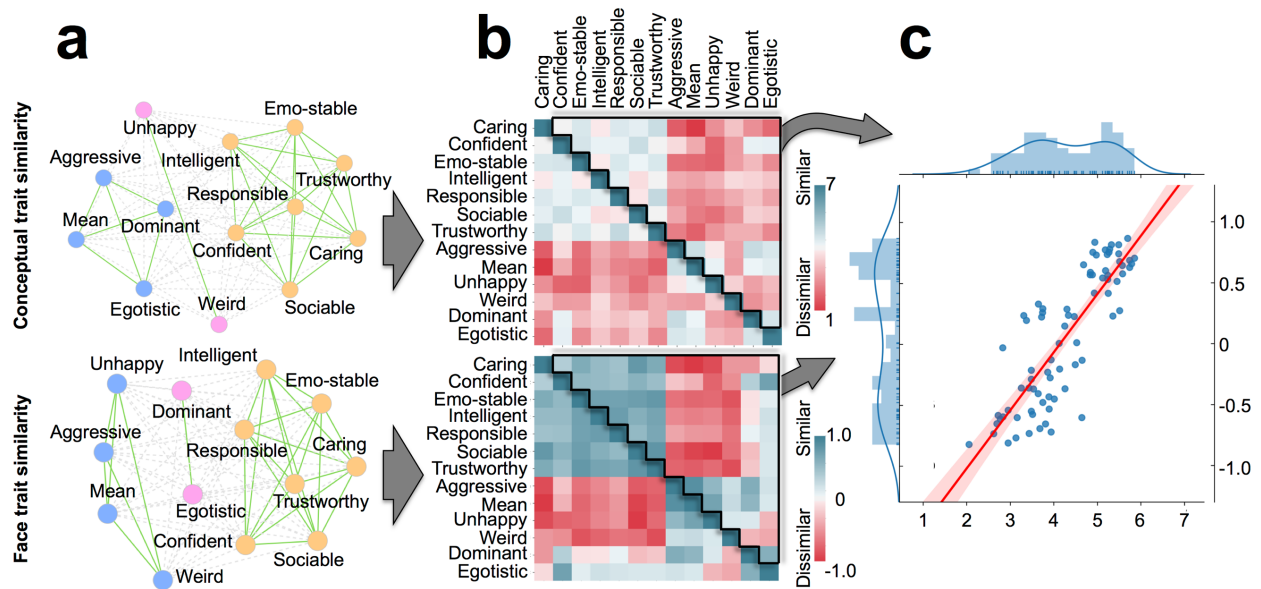 a
b
c
Conceptual trait similarity
Unhappy
Emo-stable
Aggressive
Intelligent
Trustworthy
Responsible
Mean
Dominant
Confident
Caring
Egotistic
Weird
Sociable
Face trait similarity
Unhappy
Intelligent
Emo-stable
Dominant
Aggressive
Responsible
Caring
Mean
Egotistic
Trustworthy
Confident
Sociable
Weird
Caring
Confident
Emo-stable
Intelligent
Responsible
Sociable
Trustworthy
Aggressive
Mean
Unhappy
Weird
Dominant
Egotistic
Caring
Confident
Emo-stable
Intelligent
Responsible
Sociable
Trustworthy
Aggressive
Mean
Unhappy
Weird
Dominant
Egotistic
Similar
7
Dissimilar
1
Caring
Confident
Emo-stable
Intelligent
Responsible
Sociable
Trustworthy
Aggressive
Mean
Unhappy
Weird
Dominant
Egotistic
Similar
1.0
0
Dissimilar
-1.0
1.0
0.5
0
-0.5
-1.0
1 2 3 4 5 6 7